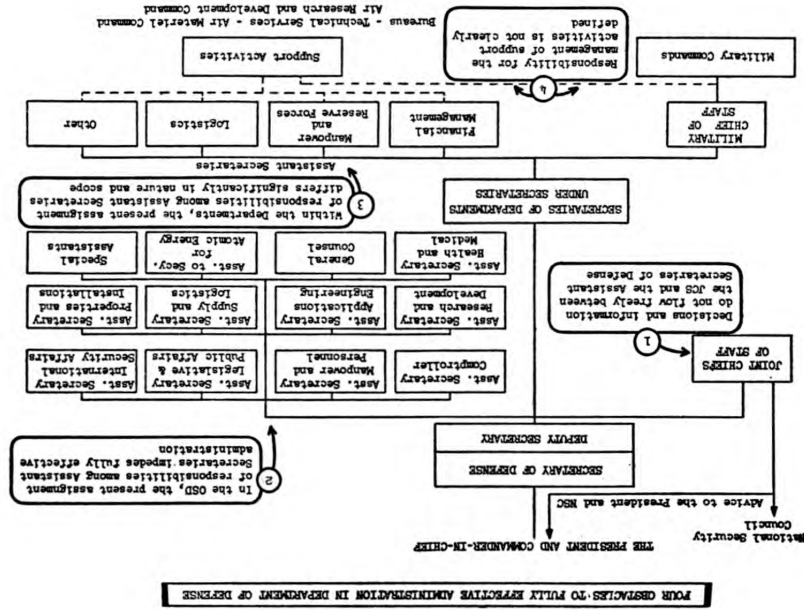 FOUR OBSTACLES TO FULLY EFFECTIVE ADMINISTRATION IN DEPARTMENT OF DEFENSE
National Security
Council
THE PRESIDENT AND COMMANDER-IN-CHIEF
Advice to the President and NSC
SECRETARY OF DEFENSE
DEPUTY SECRETARY
2
In the OSD, the present assignment
of responsibilities among Assistant
Secretaries impedes fully effective
administration
JOINT CHIEFS
OF STAFF
1
Decisions and information
do not flow freely between
the JCS and the Assistant
Secretaries of Defense
Asst. Secretary
Comptroller
Asst. Secretary
Manpower and
Personnel
Asst. Secretary
Legislative &
Public Affairs
Asst. Secretary
International
Security Affairs
Asst. Secretary
Research and
Development
Asst. Secretary
Applications
Engineering
Asst. Secretary
Supply and
Logistics
Asst. Secretary
Properties and
Installations
Asst. Secretary
Health and
Medical
General
Counsel
Asst. to Secy.
for
Atomic Energy
Special
Assistants
SECRETARIES OF DEPARTMENTS
UNDER SECRETARIES
3
Within the Departments, the present assignment
of responsibilities among Assistant Secretaries
differs significantly in nature and scope
Assistant Secretaries
MILITARY
CHIEF OF
STAFF
Financial
Management
Manpower
and
Reserve Forces
Logistics
Other
4
Military Commands
Responsibility for the
management of support
activities is not clearly
defined
Support Activities
Bureaus - Technical Services - Air Materiel Command
Air Research and Development Command